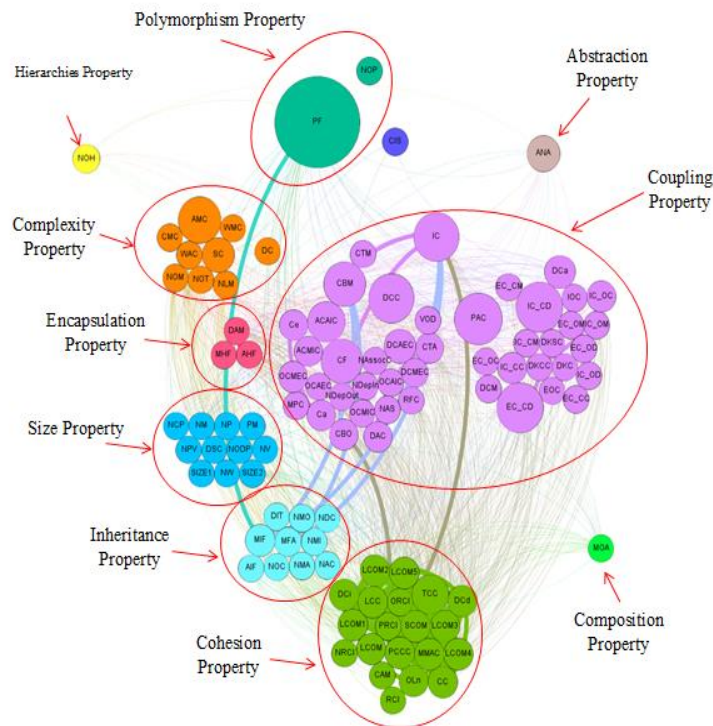 Polymorphism Property
Hierarchies Property
Abstraction
Property
NOP
PF
CIS
NOH
ANA
Coupling
Property
Complexity
Property
AMC
WMC
CMC
WAC
SC
DC
NOM
NOT
NLM
IC
CTM
CBM
DCC
PAC
VOD
Ce
ACAIC
ACMIC
CF
NAssocC
DCAEC
CTA
OCMEC
OCAEC
NDepIn
OCAIC
DCMEC
NDepOut
MPC
Ca
OCMIC
NAS
RFC
CBO
DAC
DCa
EC_CM
IC_CD
IOC
IC_OC
EC_OM
IC_OM
IC_CM
DKSC
EC_OD
EC_OC
IC_CC
DKCC
DKC
IC_OD
DCM
EOC
EC_CC
EC_CD
Encapsulation
Property
DAM
MHF
AHF
Size Property
NCP
NM
NP
PM
NPV
DSC
NODP
NV
SIZE1
NW
SIZE2
Inheritance
Property
DIT
NMO
NDC
MIF
MFA
NMI
AIF
NOC
NMA
NAC
MOA
Composition
Property
Cohesion
Property
LCOM2
LCOM5
DCi
LCC
ORCI
TCC
DCd
LCOM1
PRCI
SCOM
LCOM3
NRCI
LCOM
PCCC
MMAC
LCOM4
CAM
OLn
CC
RCI